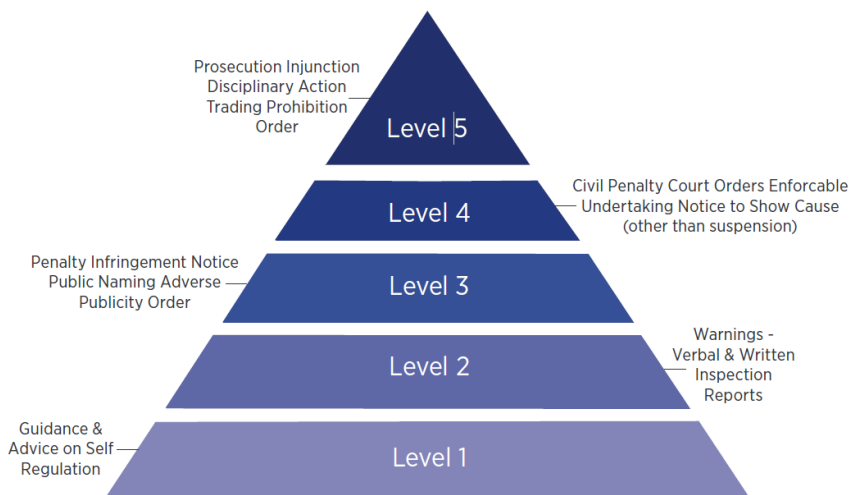 Prosecution Injunction
Disciplinary Action
Trading Prohibition
Order
Level 5
Civil Penalty Court Orders Enforcable
Undertaking Notice to Show Cause
(other than suspension)
Level 4
Penalty Infringement Notice
Public Naming Adverse
Publicity Order
Level 3
Warnings -
Verbal & Written
Inspection
Reports
Level 2
Guidance &
Advice on Self
Regulation
Level 1